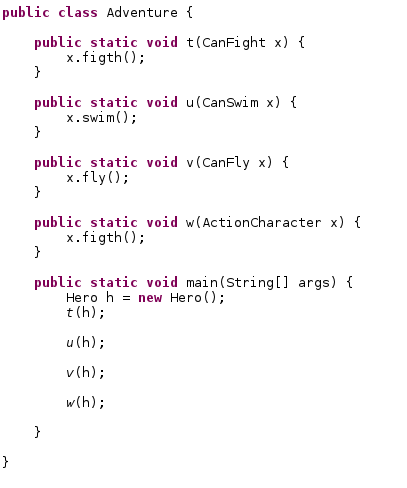 public class Adventure {
public static void t(CanFight x) {
x.figth();
}
public static void u(CanSwim x) {
x.swim();
}
public static void v(CanFly x) {
x.fly();
}
public static void w(ActionCharacter x) {
x.figth();
}
public static void main(String[] args) {
Hero h = new Hero();
t(h);
u(h);
v(h);
w(h);
}
}